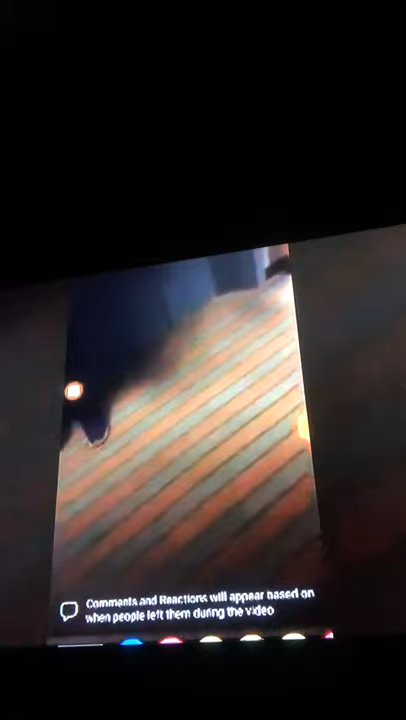 Comments and Reactions will appear based on
when people left them during the video